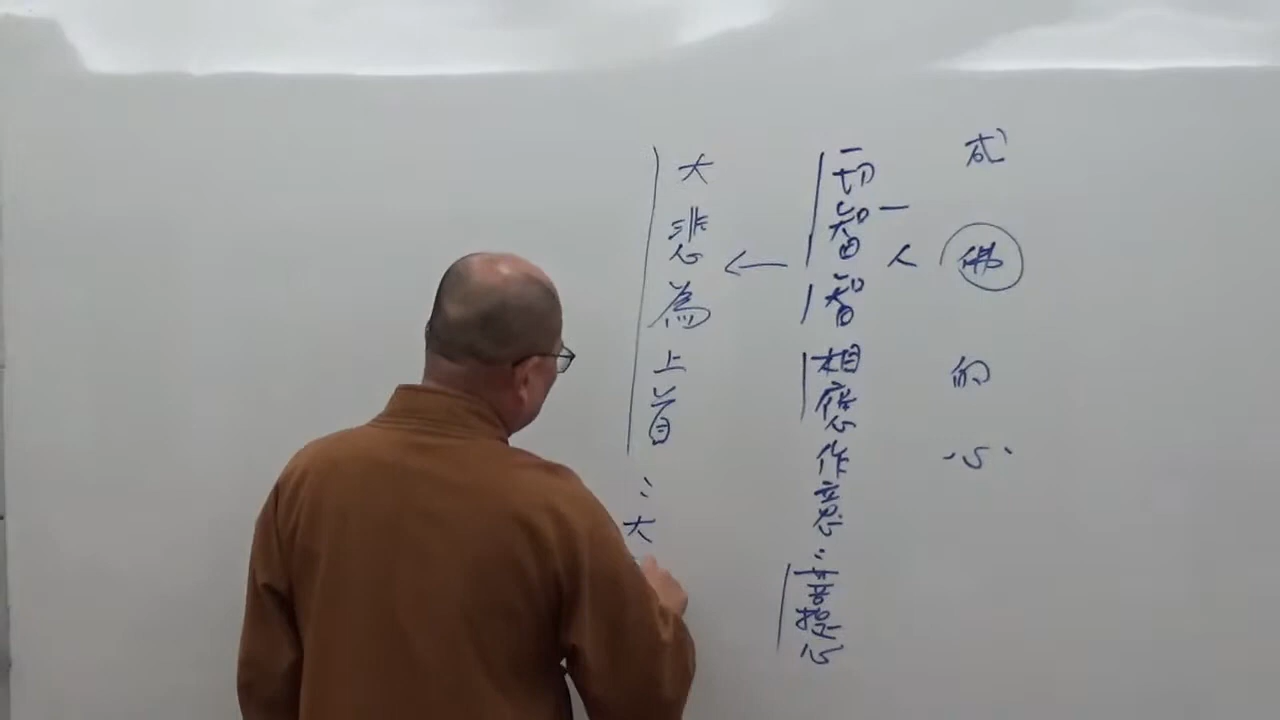 成佛的心
一人
一切智智相應作意：菩提心
←
大悲為上首：大